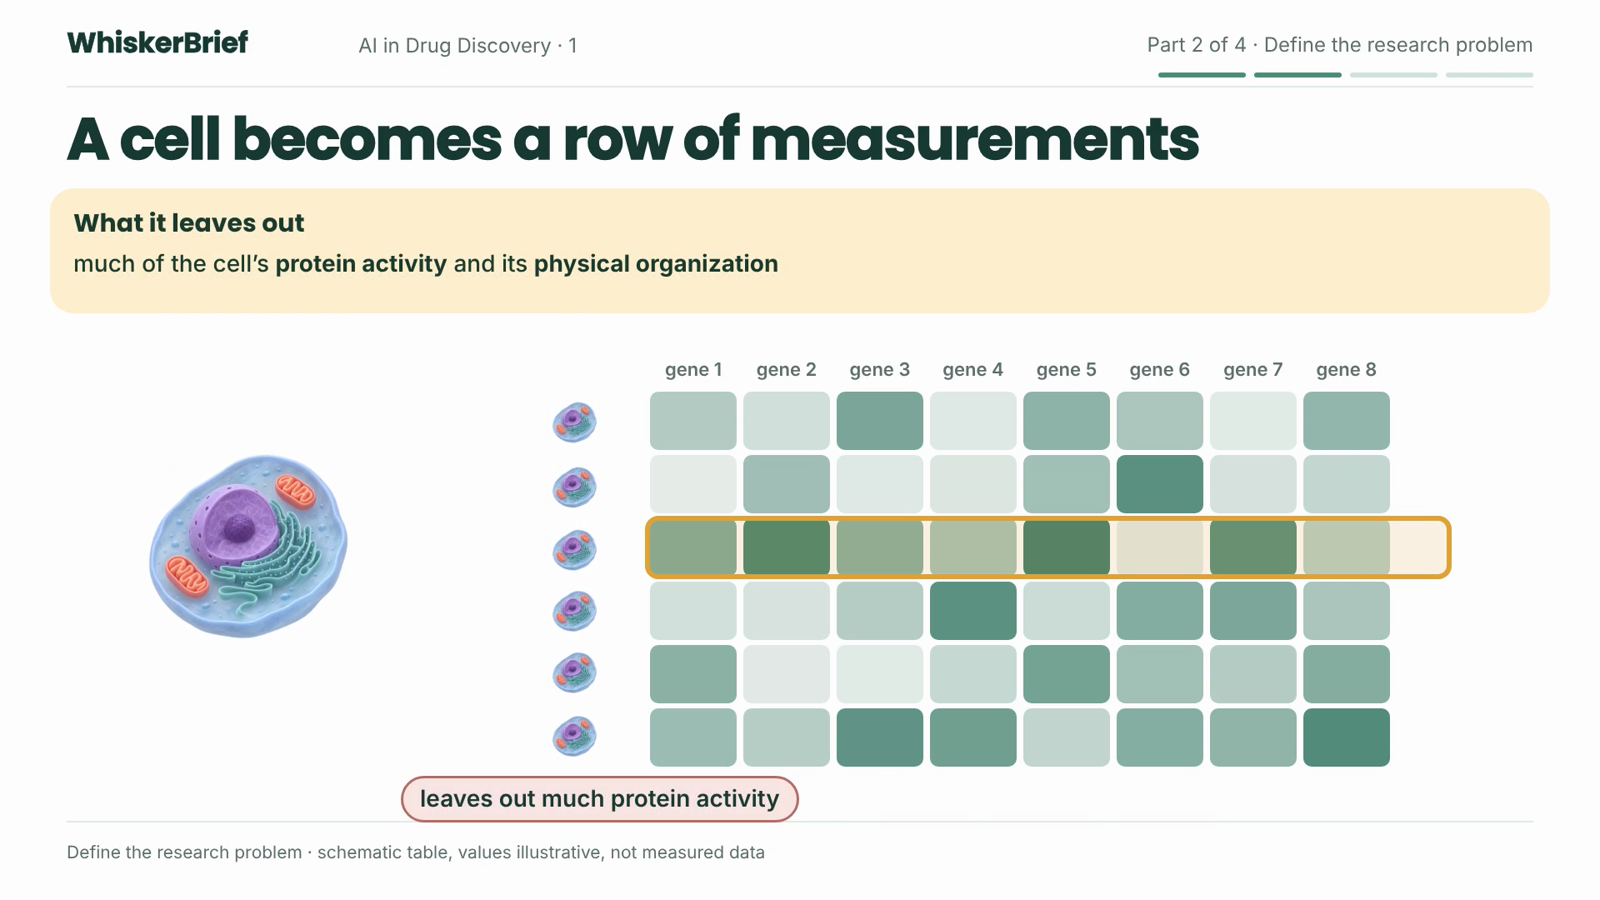 WhiskerBrief
AI in Drug Discovery · 1
Part 2 of 4 · Define the research problem
A cell becomes a row of measurements
What it leaves out
much of the cell’s protein activity and its physical organization
gene 1 gene 2 gene 3 gene 4 gene 5 gene 6 gene 7 gene 8
leaves out much protein activity
Define the research problem · schematic table, values illustrative, not measured data